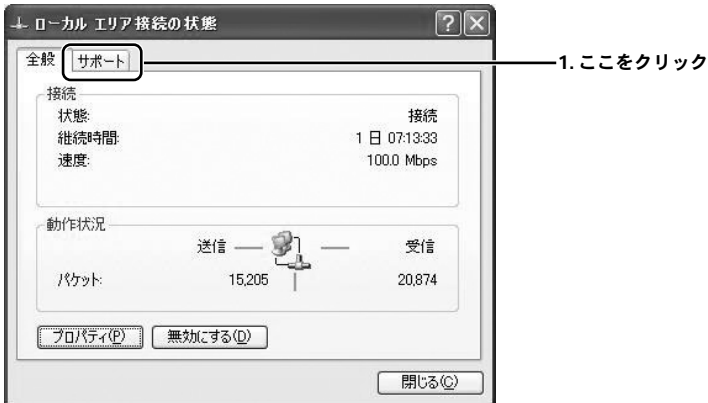 ローカル エリア接続の状態
全般 サポート
1. ここをクリック
接続
状態: 接続
継続時間: 1 日 07:13:33
速度: 100.0 Mbps
動作状況
送信 受信
パケット: 15,205 20,874
プロパティ(P) 無効にする(D)
閉じる(C)